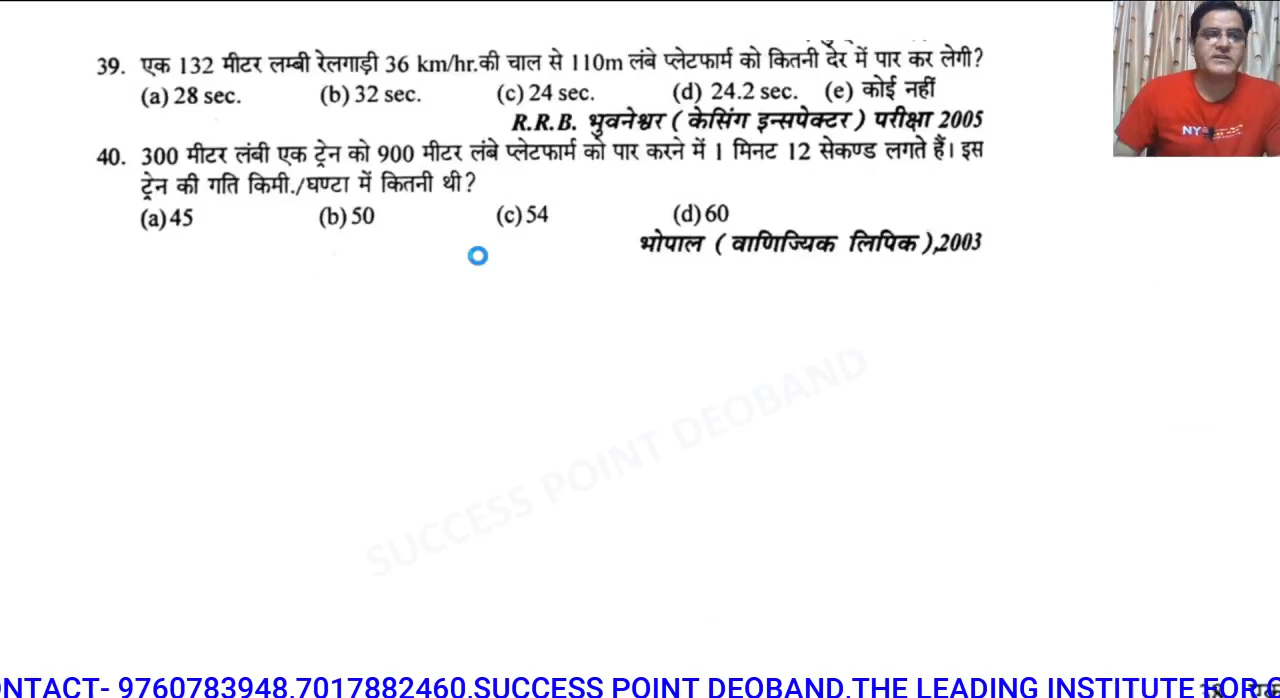 39. एक 132 मीटर लम्बी रेलगाड़ी 36 km/hr.की चाल से 110m लंबे प्लेटफार्म को कितनी देर में पार कर लेगी?
(a) 28 sec. (b) 32 sec. (c) 24 sec. (d) 24.2 sec. (e) कोई नहीं
R.R.B. भुवनेश्वर ( केसिंग इन्सपेक्टर ) परीक्षा 2005
40. 300 मीटर लंबी एक ट्रेन को 900 मीटर लंबे प्लेटफार्म को पार करने में 1 मिनट 12 सेकण्ड लगते हैं। इस
ट्रेन की गति किमी./घण्टा में कितनी थी?
(a) 45 (b) 50 (c) 54 (d) 60
भोपाल ( वाणिज्यिक लिपिक ),2003
SUCCESS POINT DEOBAND
NTACT- 9760783948,7017882460,SUCCESS POINT DEOBAND,THE LEADING INSTITUTE FOR